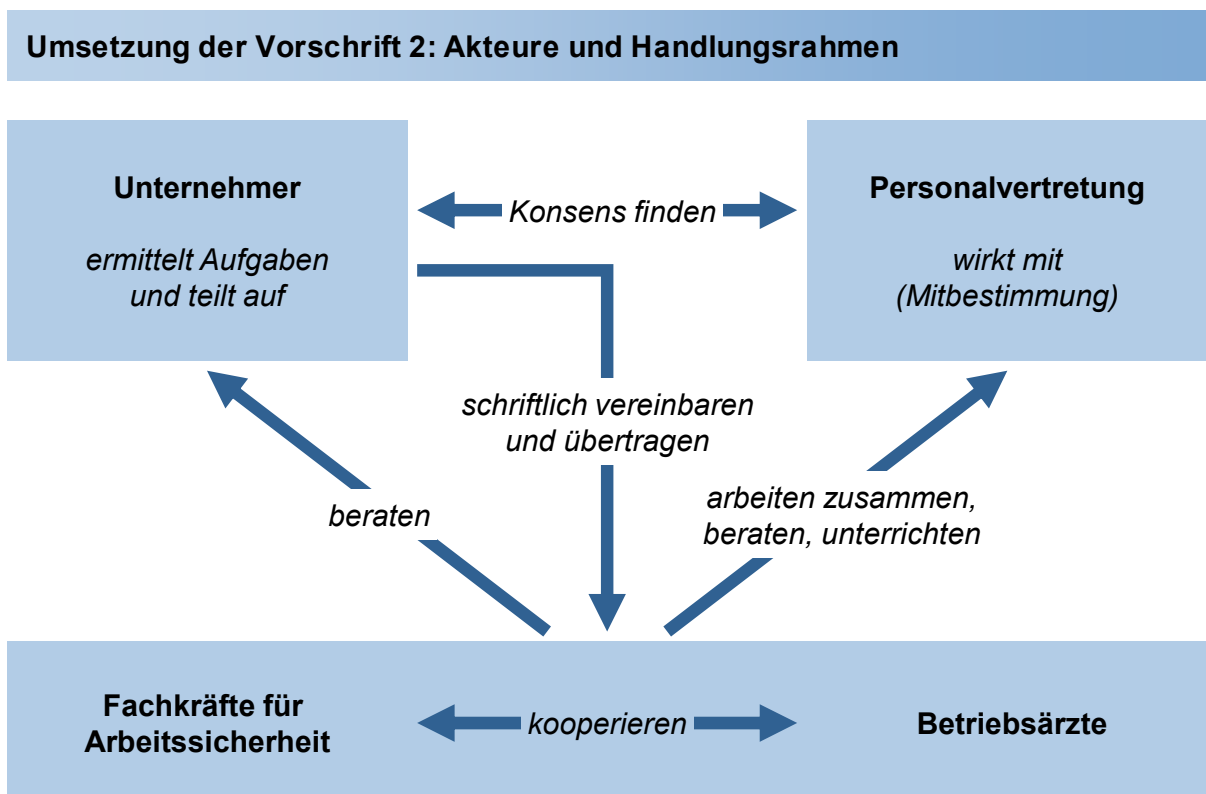 Umsetzung der Vorschrift 2: Akteure und Handlungsrahmen
Unternehmer
ermittelt Aufgaben
und teilt auf
Konsens finden
Personalvertretung
wirkt mit
(Mitbestimmung)
schriftlich vereinbaren
und übertragen
beraten
arbeiten zusammen,
beraten, unterrichten
Fachkräfte für
Arbeitssicherheit
kooperieren
Betriebsärzte